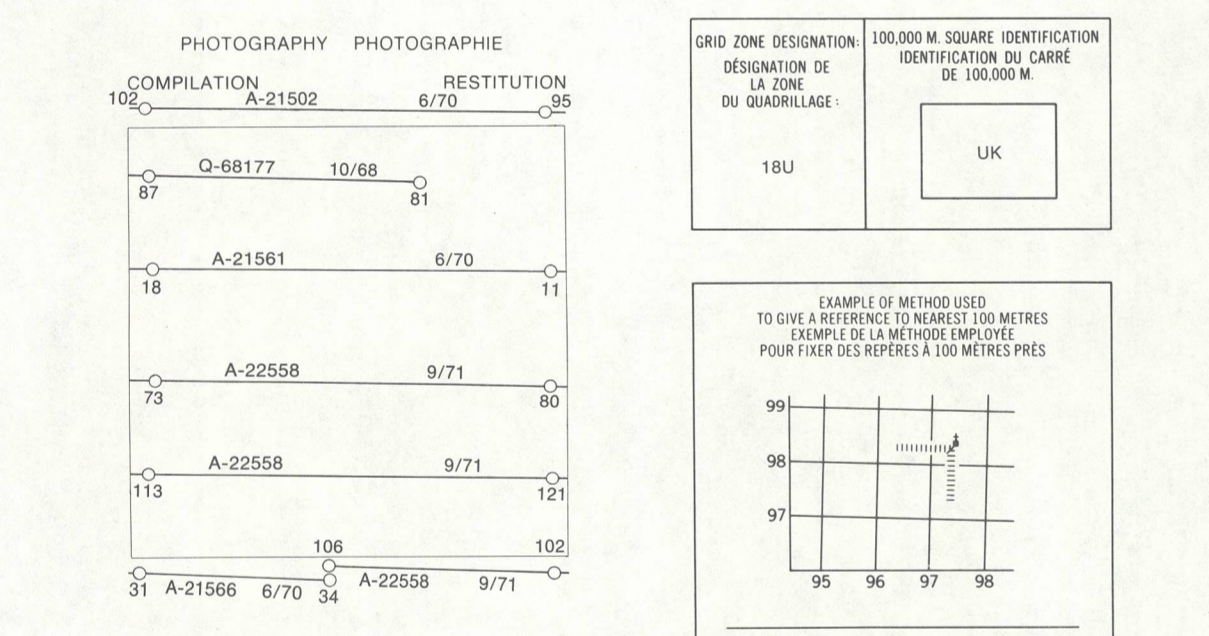 PHOTOGRAPHY PHOTOGRAPHIE
COMPILATION RESTITUTION
102 A-21502 6/70 95
Q-68177 10/68
87 81
A-21561 6/70
18 11
A-22558 9/71
73 80
A-22558 9/71
113 121
106 102
31 A-21566 6/70 34 A-22558 9/71
GRID ZONE DESIGNATION:
DÉSIGNATION DE
LA ZONE
DU QUADRILLAGE :
18U
100,000 M. SQUARE IDENTIFICATION
IDENTIFICATION DU CARRÉ
DE 100,000 M.
UK
EXAMPLE OF METHOD USED
TO GIVE A REFERENCE TO NEAREST 100 METRES
EXEMPLE DE LA MÉTHODE EMPLOYÉE
POUR FIXER DES REPÈRES À 100 MÈTRES PRÈS
99
98
97
95 96 97 98